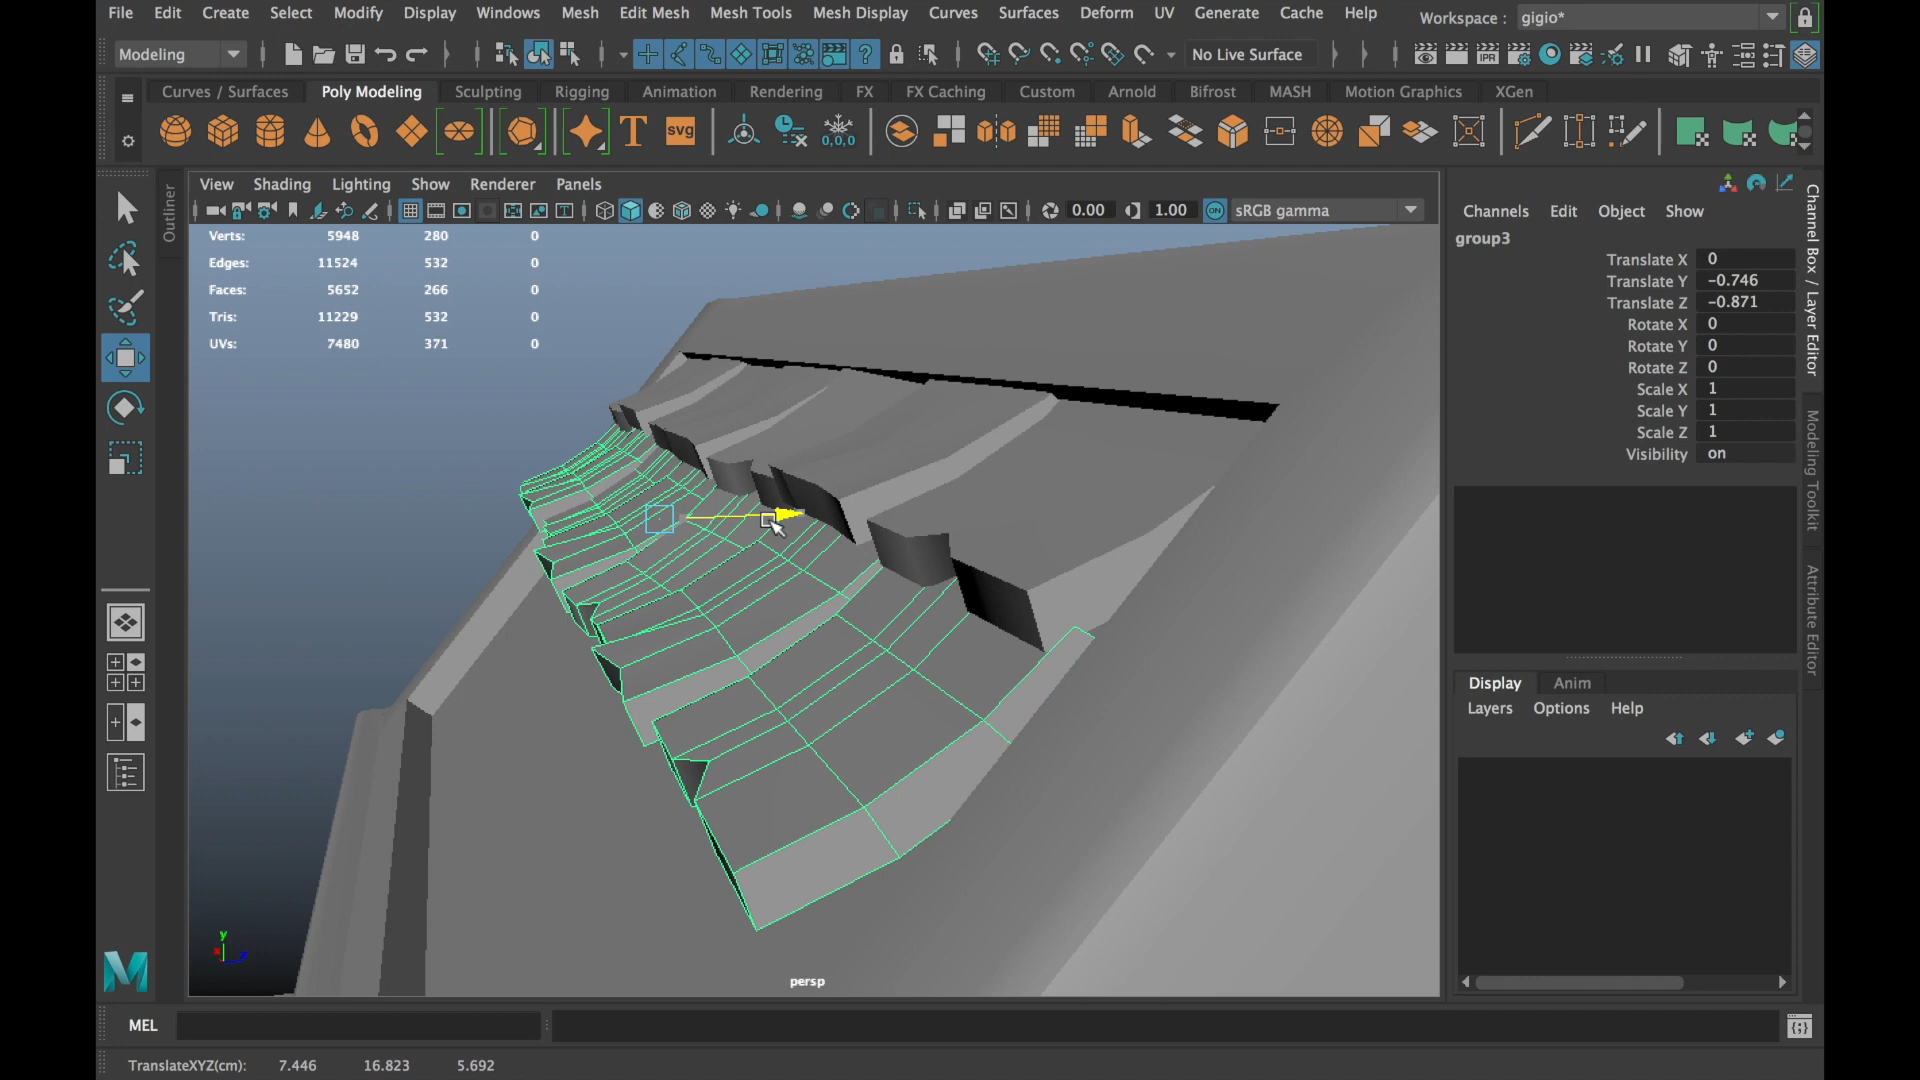 File Edit Create Select Modify Display Windows Mesh Edit Mesh Mesh Tools Mesh Display Curves Surfaces Deform UV Generate Cache Help Workspace : gigio*
Modeling No Live Surface
Curves / Surfaces Poly Modeling Sculpting Rigging Animation Rendering FX FX Caching Custom Arnold Bifrost MASH Motion Graphics XGen
T svg 0,0,0
IPR
View Shading Lighting Show Renderer Panels
0.00 1.00 ON sRGB gamma
Outliner
Verts: 5948 280 0
Edges: 11524 532 0
Faces: 5652 266 0
Tris: 11229 532 0
UVs: 7480 371 0
y
x
z
persp
Channels Edit Object Show
group3
Translate X 0
Translate Y -0.746
Translate Z -0.871
Rotate X 0
Rotate Y 0
Rotate Z 0
Scale X 1
Scale Y 1
Scale Z 1
Visibility on
Display Anim
Layers Options Help
Channel Box / Layer Editor
Modeling Toolkit
Attribute Editor
M
MEL
TranslateXYZ(cm): 7.446 16.823 5.692